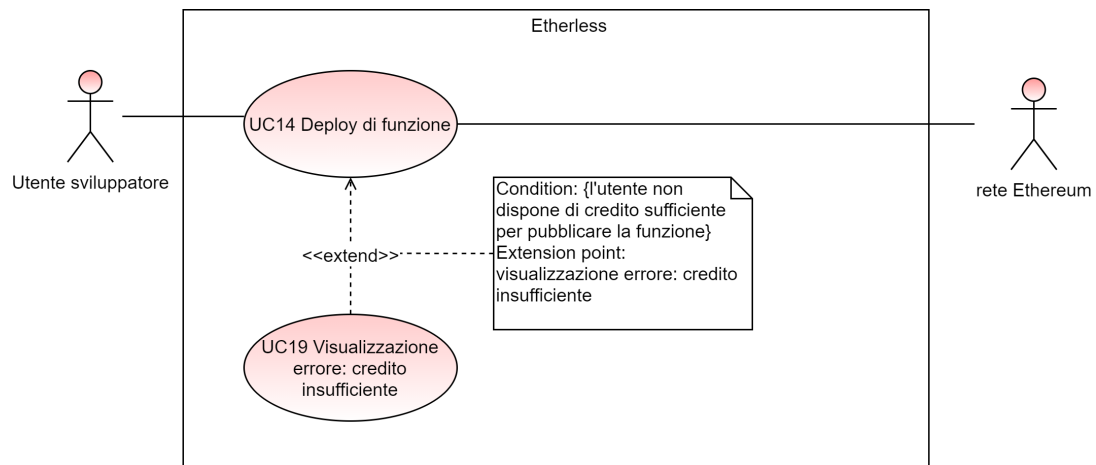 Etherless
UC14 Deploy di funzione
Utente sviluppatore
rete Ethereum
Condition: {l'utente non
dispone di credito sufficiente
per pubblicare la funzione}
Extension point:
visualizzazione errore: credito
insufficiente
<<extend>>
UC19 Visualizzazione
errore: credito
insufficiente